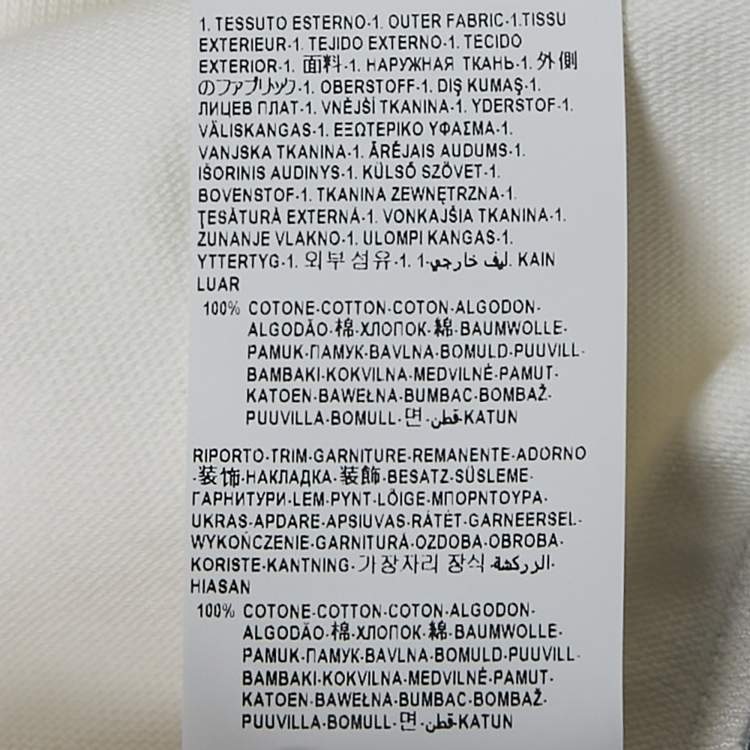 1. TESSUTO ESTERNO-1. OUTER FABRIC-1.TISSU
EXTERIEUR-1. TEJIDO EXTERNO-1. TECIDO
EXTERIOR-1. 面料-1. НАРУЖНАЯ ТКАНЬ-1. 外側
のファブリック-1. OBERSTOFF-1. DIŞ KUMAŞ-1.
ЛИЦЕВ ПЛАТ-1. VNĚJŠÍ TKANINA-1. YDERSTOF-1.
VÄLISKANGAS-1. ΕΞΩΤΕΡΙΚΟ ΥΦΑΣΜΑ-1.
VANJSKA TKANINA-1. ĀRĒJAIS AUDUMS-1.
IŠORINIS AUDINYS-1. KÜLSŐ SZÖVET-1.
BOVENSTOF-1. TKANINA ZEWNĘTRZNA-1.
ŢESĂTURĂ EXTERNĂ-1. VONKAJŠIA TKANINA-1.
ZUNANJE VLAKNO-1. ULOMPI KANGAS-1.
YTTERTYG-1. 외부 섬유-1. 1-ليف خارجي. KAIN
LUAR
100% COTONE-COTTON-COTON-ALGODON-
ALGODÃO-棉-ХЛОПОК-綿-BAUMWOLLE-
PAMUK-ПАМУК-BAVLNA-BOMULD-PUUVILL-
BAMBAKI-KOKVILNA-MEDVILNĖ-PAMUT-
KATOEN-BAWEŁNA-BUMBAC-BOMBAŽ-
PUUVILLA-BOMULL-면-قطن-KATUN
RIPORTO-TRIM-GARNITURE-REMANENTE-ADORNO
-装饰-НАКЛАДКА-装飾-BESATZ-SÜSLEME-
ГАРНИТУРИ-LEM-PYNT-LÕIGE-ΜΠΟΡΝΤΟΥΡΑ-
UKRAS-APDARE-APSIUVAS-RÁTÉT-GARNEERSEL-
WYKOŃCZENIE-GARNITURĂ-OZDOBA-OBROBA-
KORISTE-KANTNING-가장자리 장식-الزركشة-
HIASAN
100% COTONE-COTTON-COTON-ALGODON-
ALGODÃO-棉-ХЛОПОК-綿-BAUMWOLLE-
PAMUK-ПАМУК-BAVLNA-BOMULD-PUUVILL-
BAMBAKI-KOKVILNA-MEDVILNĖ-PAMUT-
KATOEN-BAWEŁNA-BUMBAC-BOMBAŽ-
PUUVILLA-BOMULL-면-قطن-KATUN